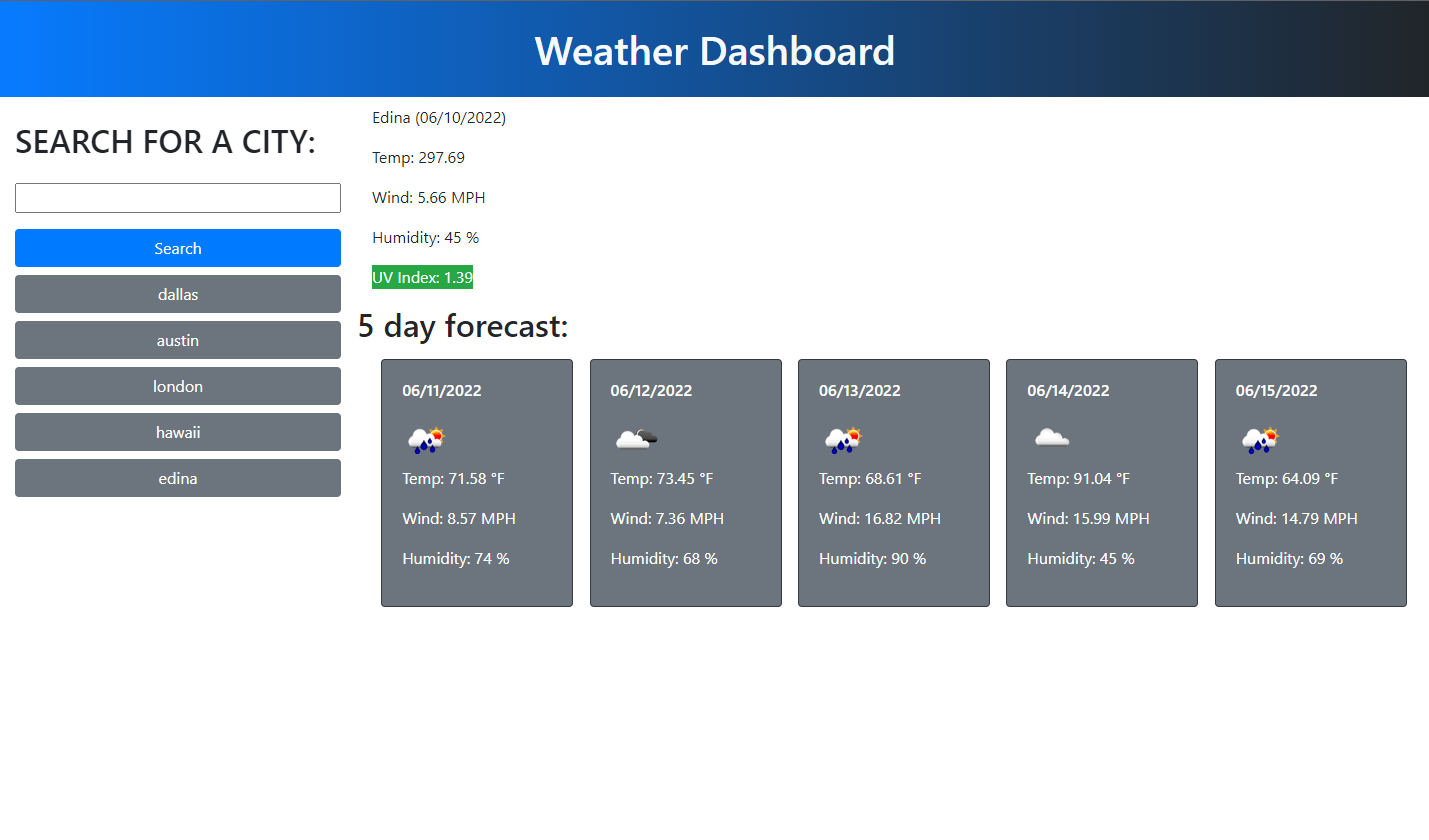 Weather Dashboard
SEARCH FOR A CITY:
Search
dallas
austin
london
hawaii
edina
Edina (06/10/2022)
Temp: 297.69
Wind: 5.66 MPH
Humidity: 45 %
UV Index: 1.39
5 day forecast:
06/11/2022
Temp: 71.58 °F
Wind: 8.57 MPH
Humidity: 74 %
06/12/2022
Temp: 73.45 °F
Wind: 7.36 MPH
Humidity: 68 %
06/13/2022
Temp: 68.61 °F
Wind: 16.82 MPH
Humidity: 90 %
06/14/2022
Temp: 91.04 °F
Wind: 15.99 MPH
Humidity: 45 %
06/15/2022
Temp: 64.09 °F
Wind: 14.79 MPH
Humidity: 69 %